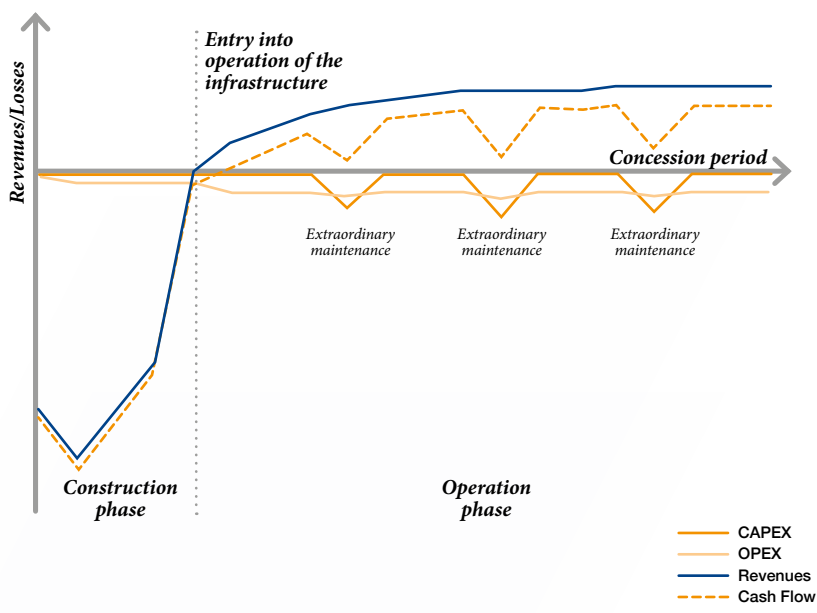 Revenues/Losses
Entry into
operation of the
infrastructure
Concession period
Extraordinary
maintenance
Extraordinary
maintenance
Extraordinary
maintenance
Construction
phase
Operation
phase
CAPEX
OPEX
Revenues
Cash Flow